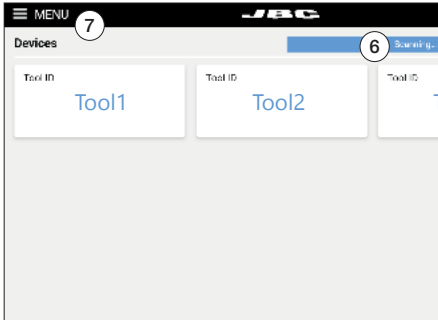 MENU
7
JBC
Devices
6
Scanning...
Tool ID
Tool ID
Tool ID
Tool1
Tool2